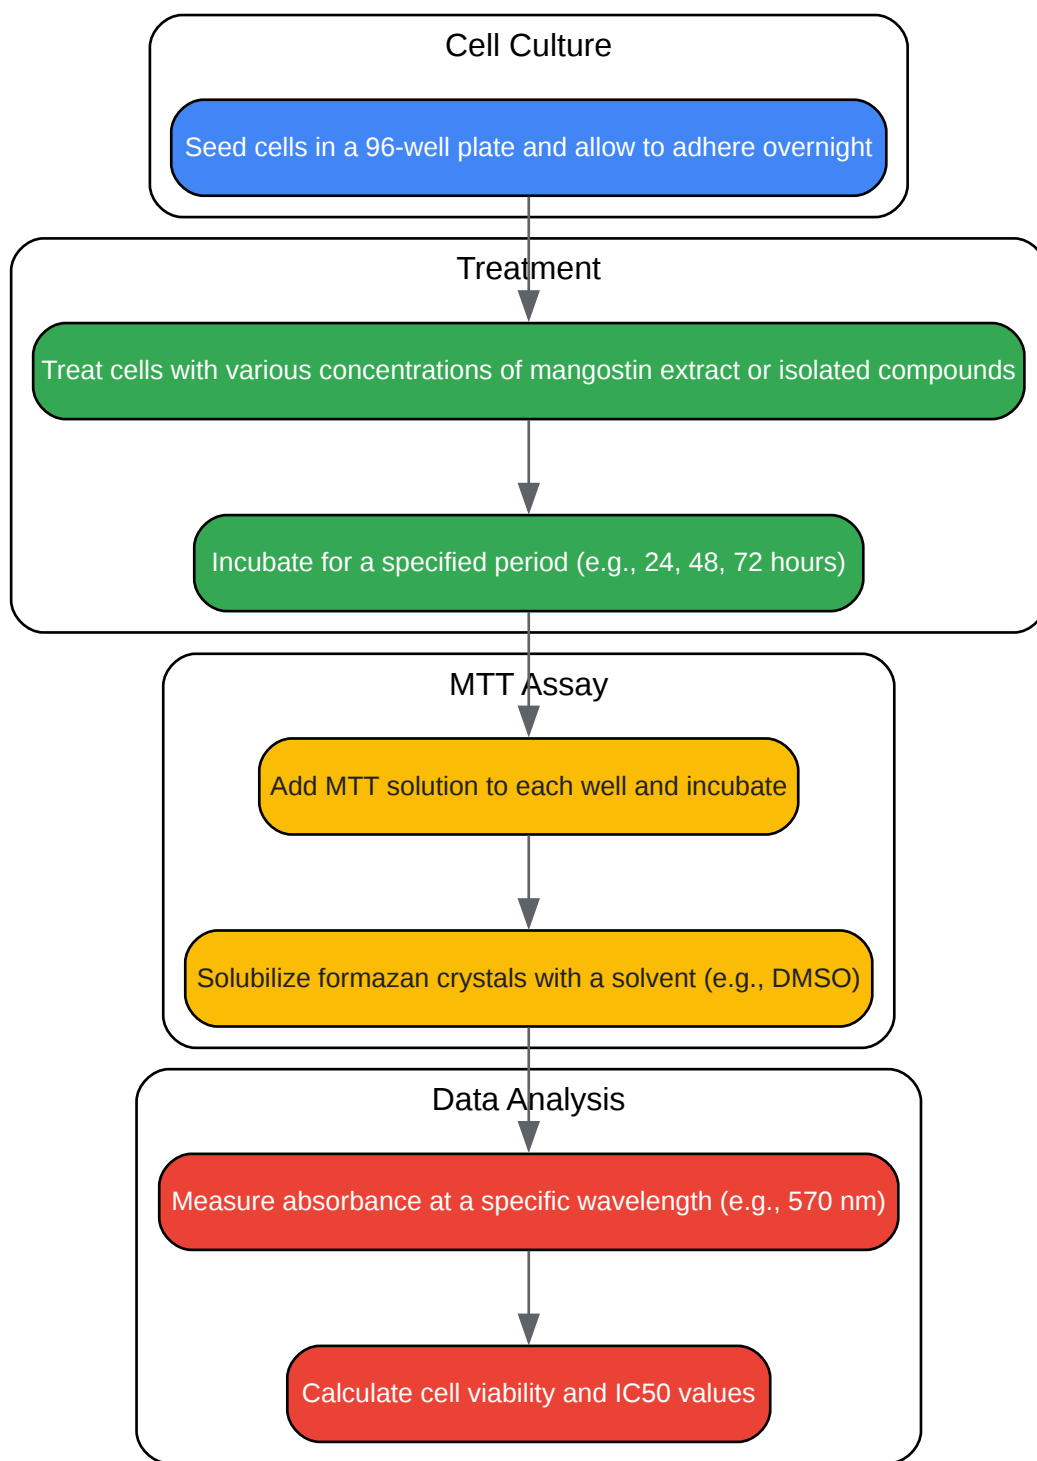 Cell Culture
Seed cells in a 96-well plate and allow to adhere overnight
Treatment
Treat cells with various concentrations of mangostin extract or isolated compounds
Incubate for a specified period (e.g., 24, 48, 72 hours)
MTT Assay
Add MTT solution to each well and incubate
Solubilize formazan crystals with a solvent (e.g., DMSO)
Data Analysis
Measure absorbance at a specific wavelength (e.g., 570 nm)
Calculate cell viability and IC50 values